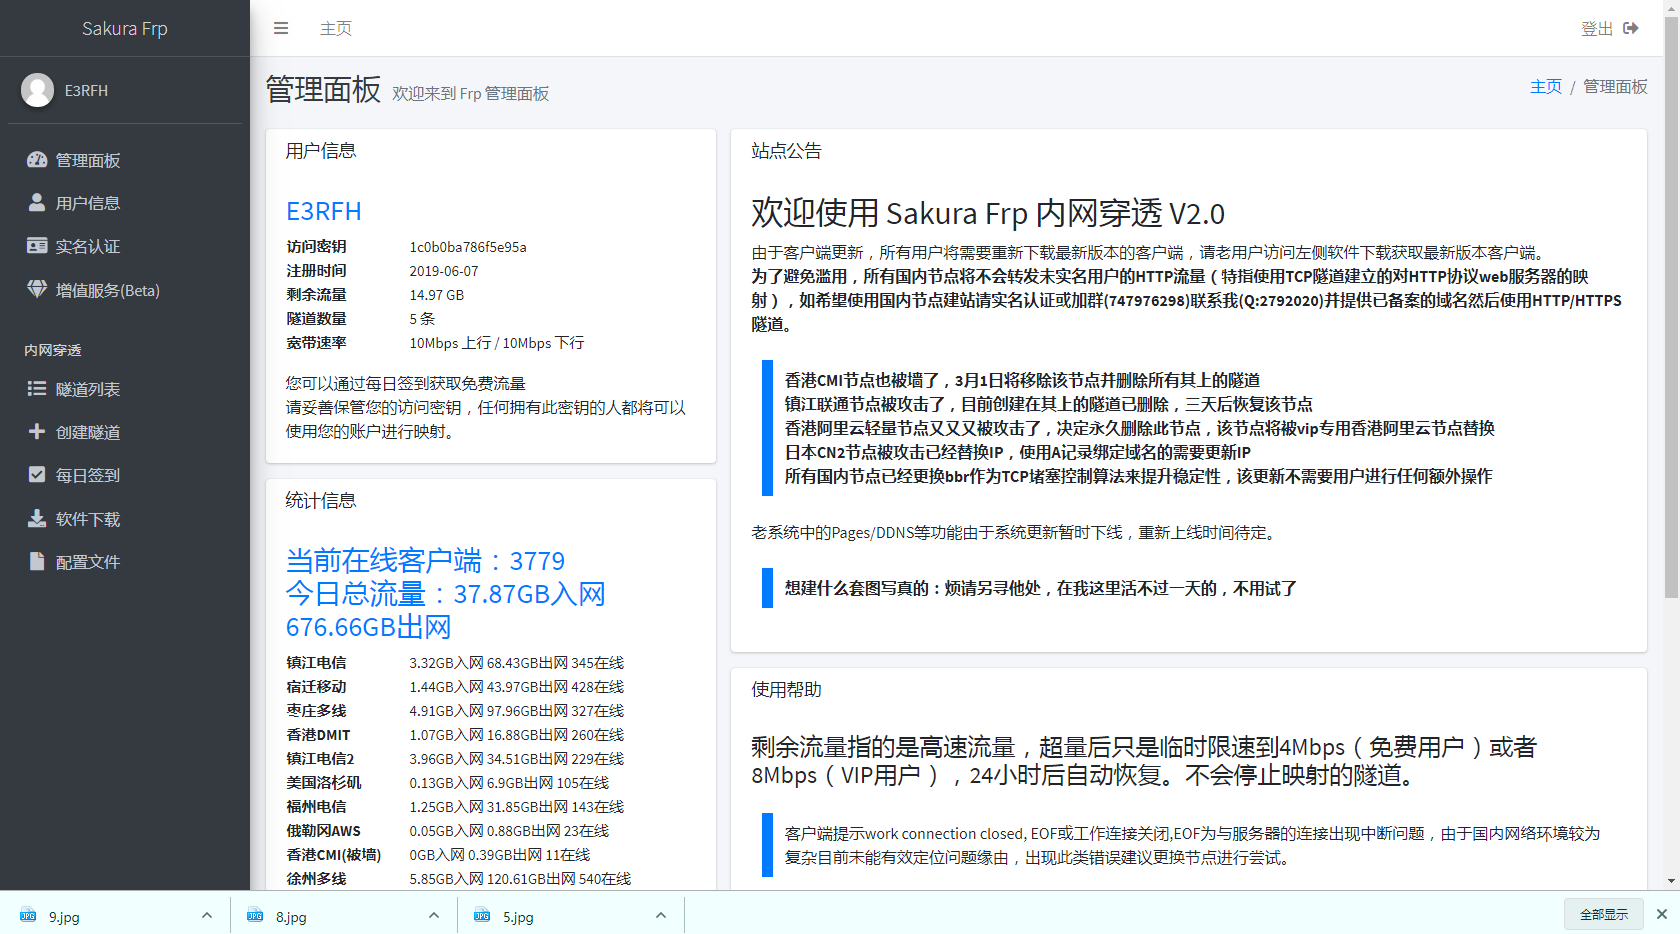 Sakura Frp
主页
登出
E3RFH
管理面板 欢迎来到 Frp 管理面板
主页 / 管理面板
管理面板
用户信息
实名认证
增值服务(Beta)
内网穿透
隧道列表
创建隧道
每日签到
软件下载
配置文件
用户信息
E3RFH
访问密钥 1c0b0ba786f5e95a
注册时间 2019-06-07
剩余流量 14.97 GB
隧道数量 5 条
宽带速率 10Mbps 上行 / 10Mbps 下行
您可以通过每日签到获取免费流量
请妥善保管您的访问密钥，任何拥有此密钥的人都将可以
使用您的账户进行映射。
统计信息
当前在线客户端：3779
今日总流量：37.87GB入网
676.66GB出网
镇江电信 3.32GB入网 68.43GB出网 345在线
宿迁移动 1.44GB入网 43.97GB出网 428在线
枣庄多线 4.91GB入网 97.96GB出网 327在线
香港DMIT 1.07GB入网 16.88GB出网 260在线
镇江电信2 3.96GB入网 34.51GB出网 229在线
美国洛杉矶 0.13GB入网 6.9GB出网 105在线
福州电信 1.25GB入网 31.85GB出网 143在线
俄勒冈AWS 0.05GB入网 0.88GB出网 23在线
香港CMI(被墙) 0GB入网 0.39GB出网 11在线
徐州多线 5.85GB入网 120.61GB出网 540在线
站点公告
欢迎使用 Sakura Frp 内网穿透 V2.0
由于客户端更新，所有用户将需要重新下载最新版本的客户端，请老用户访问左侧软件下载获取最新版本客户端。
为了避免滥用，所有国内节点将不会转发未实名用户的HTTP流量（特指使用TCP隧道建立的对HTTP协议web服务器的映
射），如希望使用国内节点建站请实名认证或加群(747976298)联系我(Q:2792020)并提供已备案的域名然后使用HTTP/HTTPS
隧道。
香港CMI节点也被墙了，3月1日将移除该节点并删除所有其上的隧道
镇江联通节点被攻击了，目前创建在其上的隧道已删除，三天后恢复该节点
香港阿里云轻量节点又又又被攻击了，决定永久删除此节点，该节点将被vip专用香港阿里云节点替换
日本CN2节点被攻击已经替换IP，使用A记录绑定域名的需要更新IP
所有国内节点已经更换bbr作为TCP堵塞控制算法来提升稳定性，该更新不需要用户进行任何额外操作
老系统中的Pages/DDNS等功能由于系统更新暂时下线，重新上线时间待定。
想建什么套图写真的：烦请另寻他处，在我这里活不过一天的，不用试了
使用帮助
剩余流量指的是高速流量，超量后只是临时限速到4Mbps（免费用户）或者
8Mbps（VIP用户），24小时后自动恢复。不会停止映射的隧道。
客户端提示work connection closed, EOF或工作连接关闭,EOF为与服务器的连接出现中断问题，由于国内网络环境较为
复杂目前未能有效定位问题缘由，出现此类错误建议更换节点进行尝试。
9.jpg
8.jpg
5.jpg
全部显示